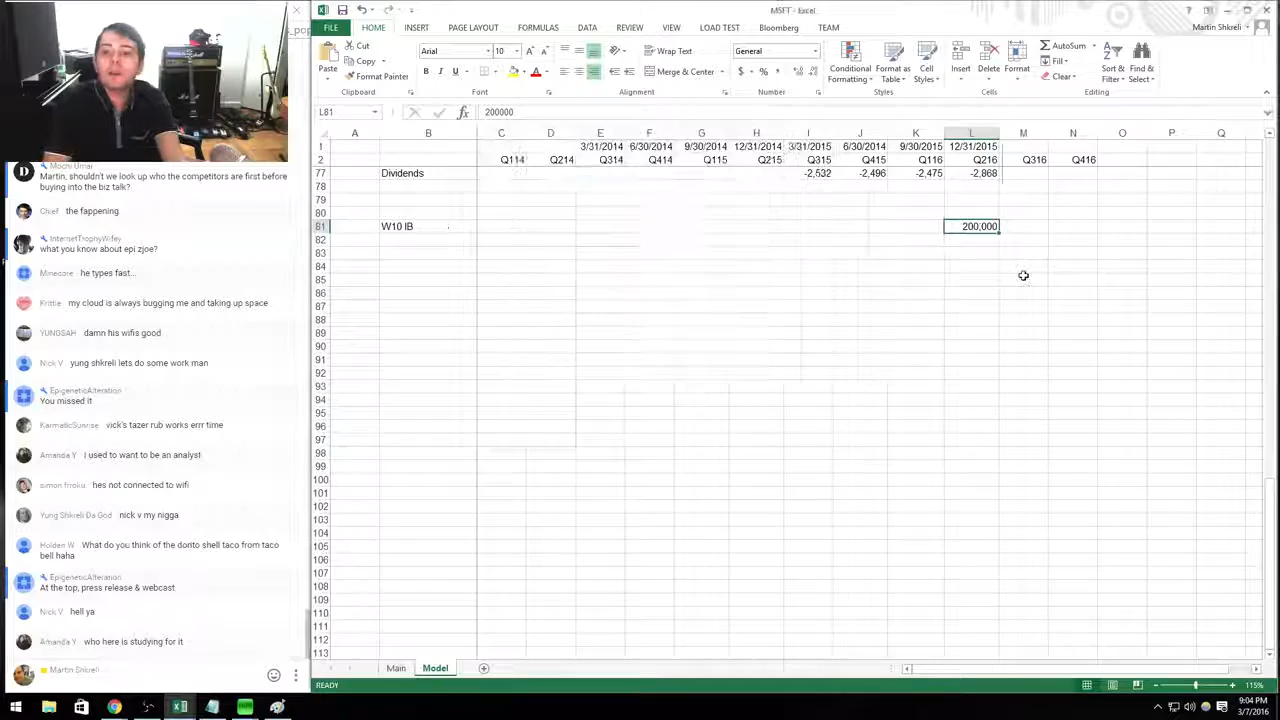 MSFT - Excel
FILE HOME INSERT PAGE LAYOUT FORMULAS DATA REVIEW VIEW LOAD TEST Bloomberg TEAM Martin Shkreli
Paste
Cut
Copy
Format Painter
Arial 10
B I U
Wrap Text
Merge & Center
General
$ % ,
Conditional Formatting
Format as Table
Cell Styles
Insert Delete Format
AutoSum
Fill
Clear
Sort & Filter
Find & Select
Clipboard Font Alignment Number Styles Cells Editing
L81 fx 200000
A B C D E F G H I J K L M N O P Q
1 3/31/2014 6/30/2014 9/30/2014 12/31/2014 3/31/2015 6/30/2015 9/30/2015 12/31/2015
2 Q114 Q214 Q314 Q414 Q115 Q215 Q315 Q415 Q116 Q216 Q316 Q416
77 Dividends -2,532 -2,496 -2,475 -2,868
78
79
80
81 W10 IB 200,000
82
83
84
85
86
87
88
89
90
91
92
93
94
95
96
97
98
99
100
101
102
103
104
105
106
107
108
109
110
111
112
113
Main Model
READY
115%
Mochi Umar
Martin, shouldn't we look up who the competitors are first before
buying into the biz talk?
Chief the fappening
InternetTrophyWifey
what you know about epi zjoe?
Minecore he types fast...
Krittie my cloud is always bugging me and taking up space
YUNGSAH damn his wifis good
Nick V yung shkreli lets do some work man
EpigeneticAlteration
You missed it
KarmaticSunrise vick's tazer rub works errr time
Amanda Y I used to want to be an analyst
simon frroku hes not connected to wifi
Yung Shkreli Da God nick v my nigga
Holden W What do you think of the dorito shell taco from taco
bell haha
EpigeneticAlteration
At the top, press release & webcast
Nick V hell ya
Amanda Y who here is studying for it
Martin Shkreli
9:04 PM
3/7/2016